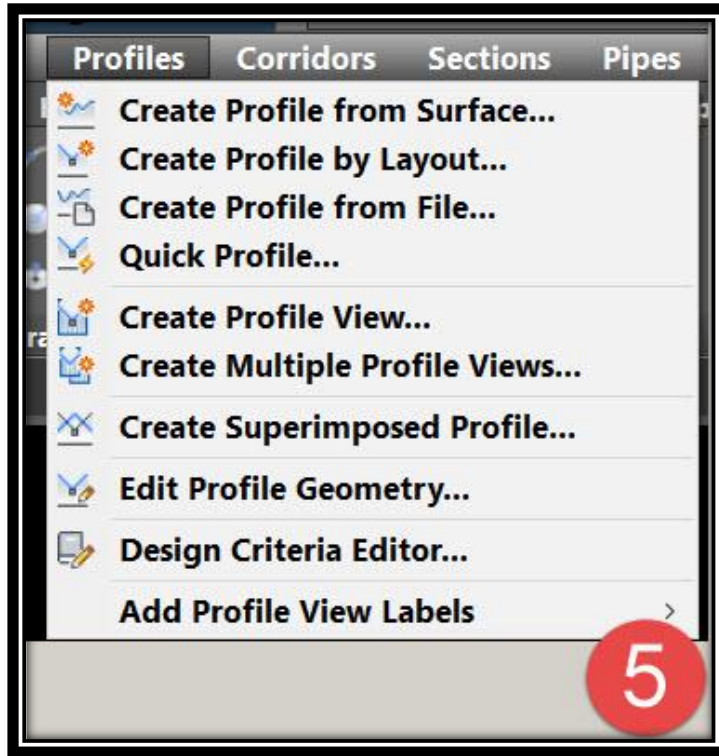 Profiles Corridors Sections Pipes
Create Profile from Surface...
Create Profile by Layout...
Create Profile from File...
Quick Profile...
Create Profile View...
Create Multiple Profile Views...
Create Superimposed Profile...
Edit Profile Geometry...
Design Criteria Editor...
Add Profile View Labels >
5